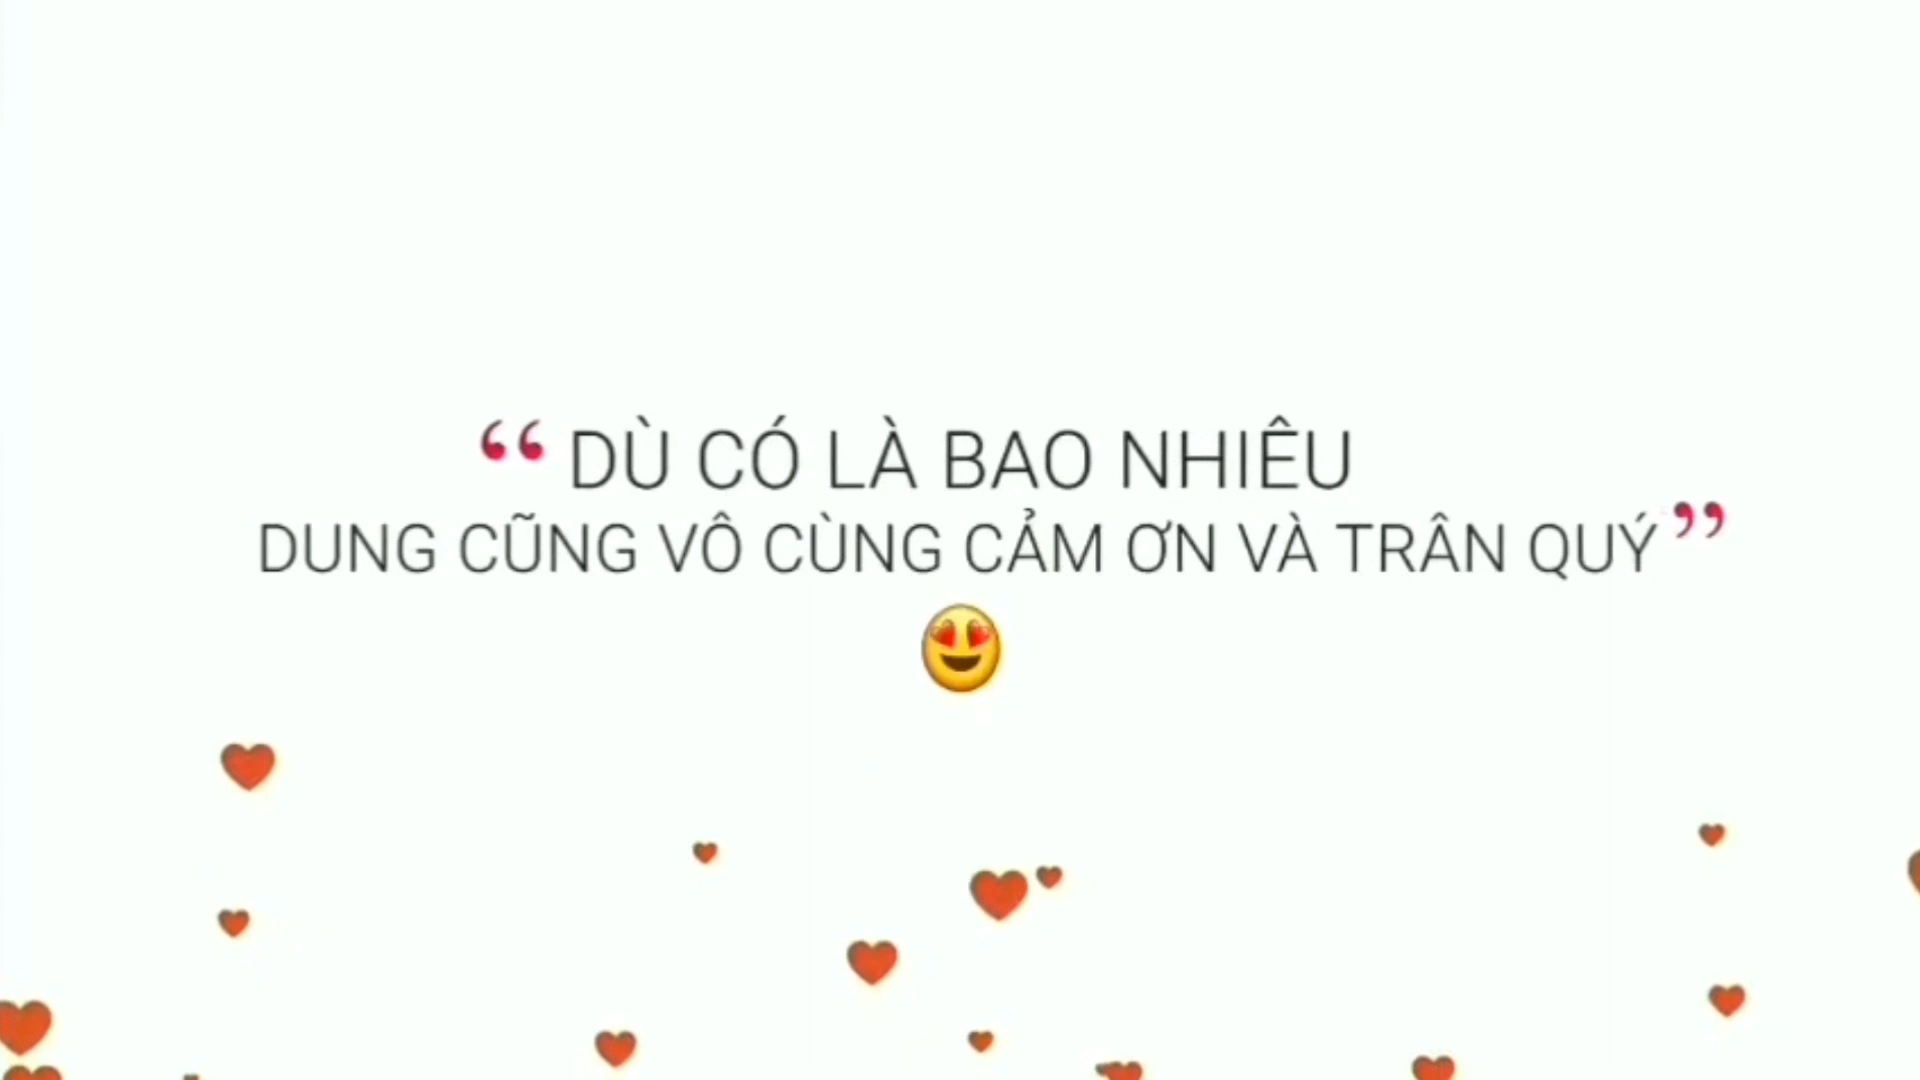 “ DÙ CÓ LÀ BAO NHIÊU
DUNG CŨNG VÔ CÙNG CẢM ƠN VÀ TRÂN QUÝ ”